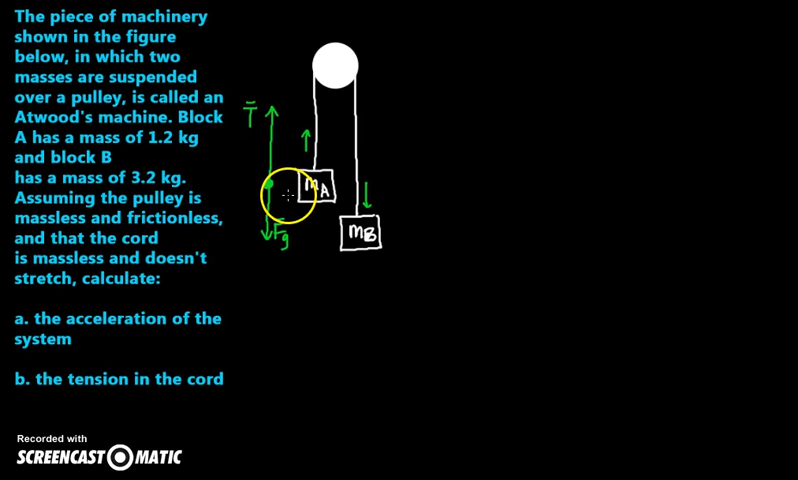 The piece of machinery
shown in the figure
below, in which two
masses are suspended
over a pulley, is called an
Atwood's machine. Block
A has a mass of 1.2 kg
and block B
has a mass of 3.2 kg.
Assuming the pulley is
massless and frictionless,
and that the cord
is massless and doesn't
stretch, calculate:
a. the acceleration of the
system
b. the tension in the cord
T̄
mA
Fg
mB
Recorded with
SCREENCAST O MATIC